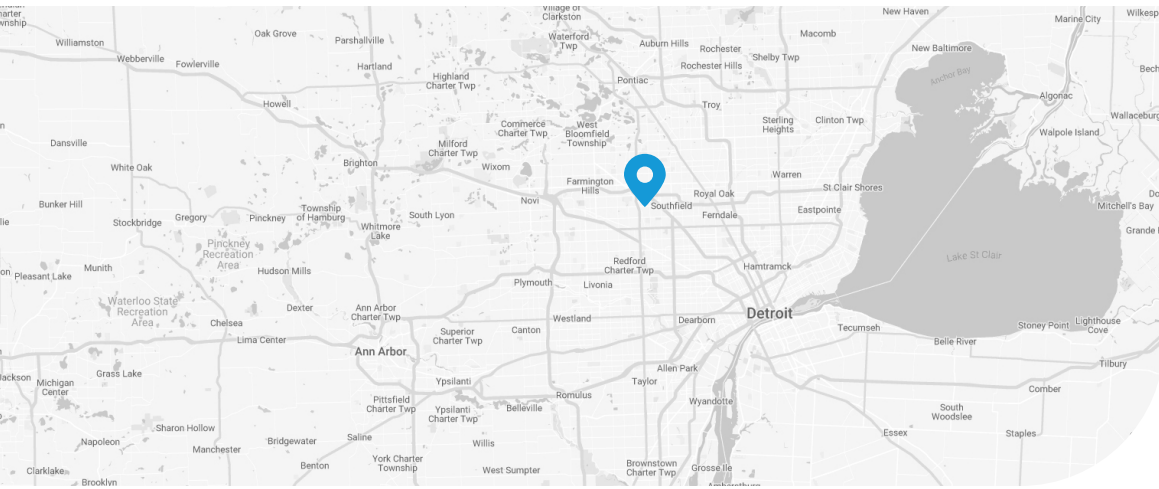 Village of
Clarkston
New Haven
Marine City
Oak Grove
Parshallville
Waterford
Twp
Auburn Hills
Rochester
Macomb
Williamston
Webberville
Fowlerville
Hartland
Rochester Hills
Shelby Twp
New Baltimore
Highland
Charter Twp
Pontiac
Anchor Bay
Howell
Troy
Algonac
Commerce
Charter Twp
West
Bloomfield
Township
Sterling
Heights
Clinton Twp
Walpole Island
Dansville
Milford
Charter Twp
White Oak
Brighton
Wixom
Warren
Farmington
Hills
Royal Oak
St Clair Shores
Bunker Hill
Novi
Southfield
Mitchell's Bay
Stockbridge
Gregory
Pinckney
Township
of Hamburg
South Lyon
Ferndale
Eastpointe
Whitmore
Lake
Pinckney
Recreation
Area
Lake St Clair
Munith
Pleasant Lake
Hudson Mills
Redford
Charter Twp
Hamtramck
Plymouth
Livonia
Waterloo State
Recreation
Area
Dexter
Ann Arbor
Charter Twp
Westland
Dearborn
Detroit
Chelsea
Superior
Charter Twp
Canton
Tecumseh
Stoney Point
Lighthouse
Cove
Lima Center
Belle River
Ann Arbor
Grass Lake
Allen Park
Tilbury
Michigan
Center
Ypsilanti
Taylor
Comber
Pittsfield
Charter Twp
Ypsilanti
Charter Twp
Belleville
Romulus
Wyandotte
South
Woodslee
Sharon Hollow
Napoleon
Manchester
Bridgewater
Saline
Willis
Essex
Staples
Benton
York Charter
Township
West Sumpter
Brownstown
Charter Twp
Grosse Ile
Clarklake
Brooklyn